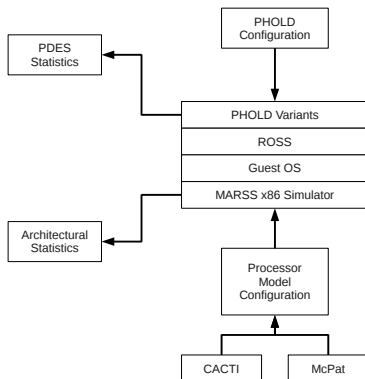 PHOLD
Configuration
PDES
Statistics
PHOLD Variants
ROSS
Guest OS
MARSS x86 Simulator
Architectural
Statistics
Processor
Model
Configuration
CACTI
McPat